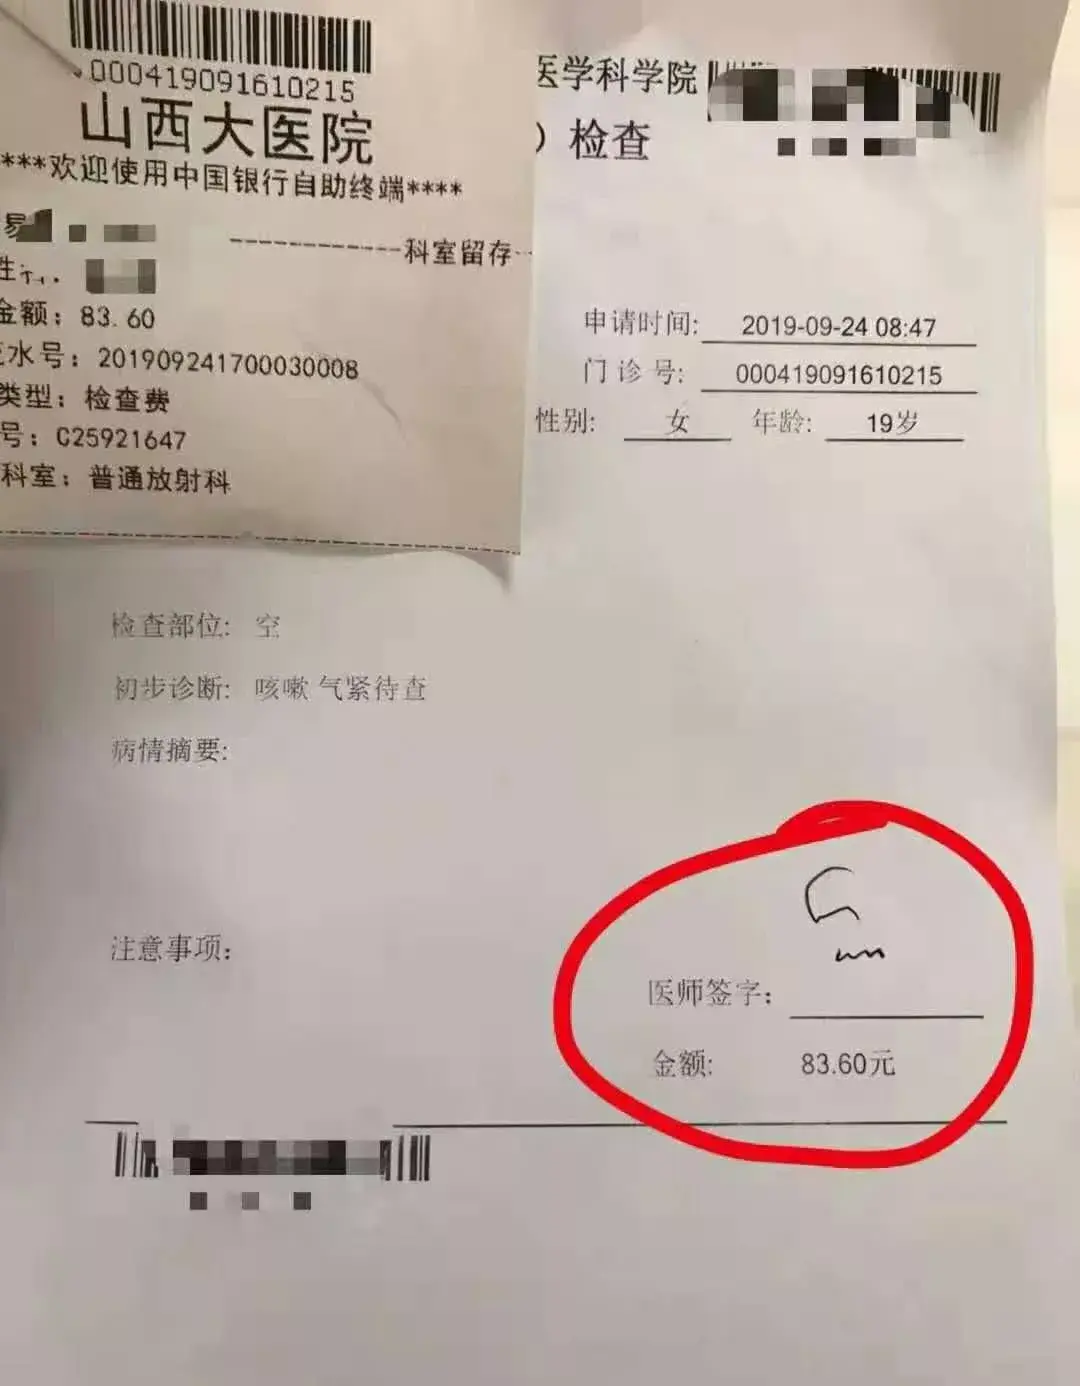 000419091610215
山西大医院
***欢迎使用中国银行自助终端****
------------科室留存--
金额：83.60
水号：201909241700030008
类型：检查费
号：C25921647
科室：普通放射科
医学科学院
）检查
申请时间: 2019-09-24 08:47
门 诊 号: 000419091610215
性别: 女 年龄: 19岁
检查部位: 空
初步诊断: 咳嗽 气紧待查
病情摘要:
注意事项:
医师签字:
金额: 83.60元